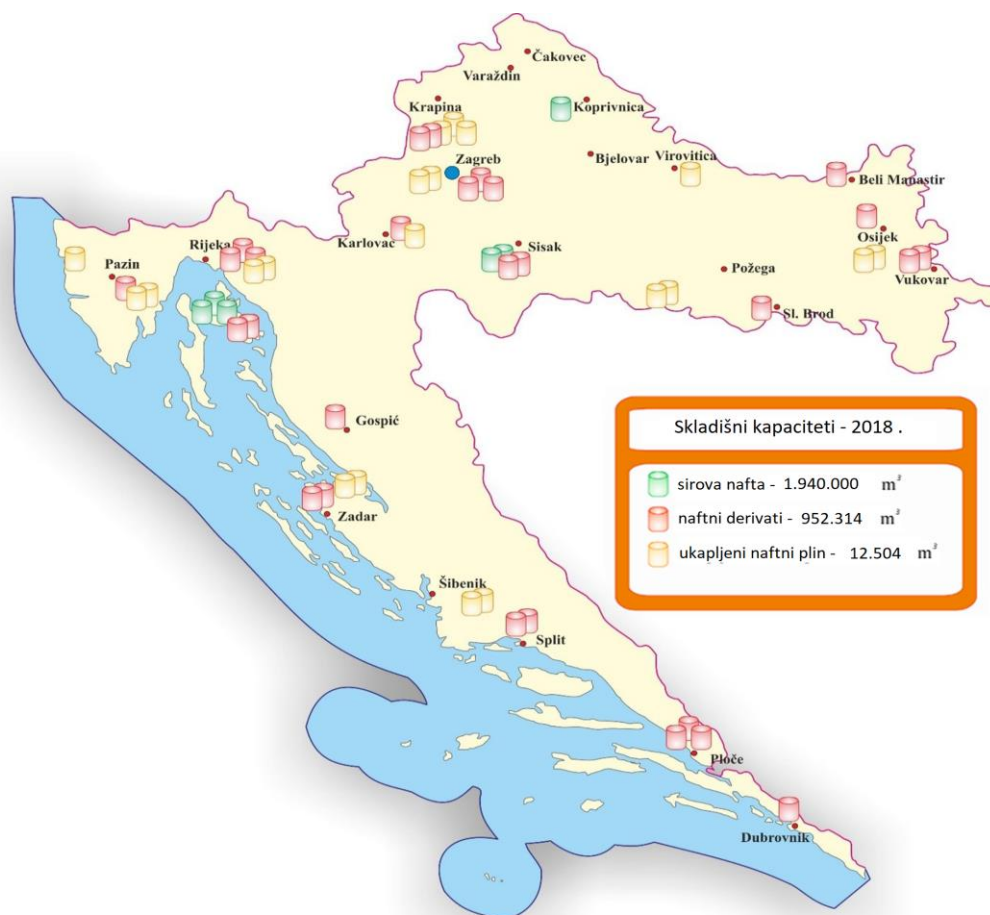 Čakovec
Varaždin
Krapina
Koprivnica
Zagreb
Bjelovar
Virovitica
Beli Manastir
Rijeka
Karlovac
Sisak
Osijek
Pazin
Požega
Vukovar
Sl. Brod
Gospić
Skladišni kapaciteti - 2018 .
sirova nafta - 1.940.000 m³
naftni derivati - 952.314 m³
Zadar
ukapljeni naftni plin - 12.504 m³
Šibenik
Split
Ploče
Dubrovnik